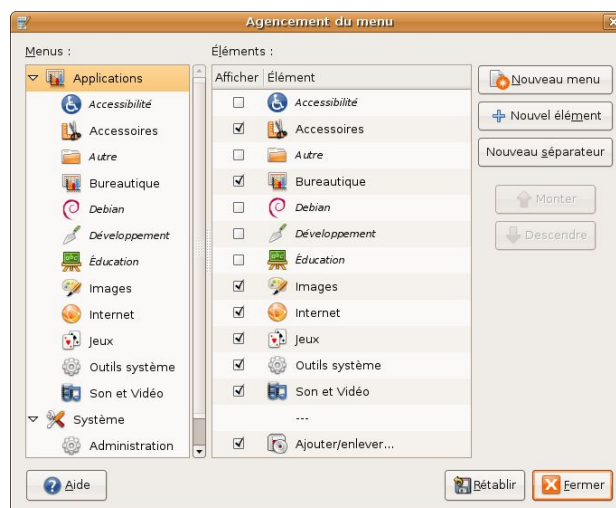 Agencement du menu
Menus :
Éléments :
Applications
Accessibilité
Accessoires
Autre
Bureautique
Debian
Développement
Éducation
Images
Internet
Jeux
Outils système
Son et Vidéo
Système
Administration
Afficher Élément
Accessibilité
Accessoires
Autre
Bureautique
Debian
Développement
Éducation
Images
Internet
Jeux
Outils système
Son et Vidéo
---
Ajouter/enlever...
Nouveau menu
Nouvel élément
Nouveau séparateur
Monter
Descendre
Aide
Rétablir
Fermer